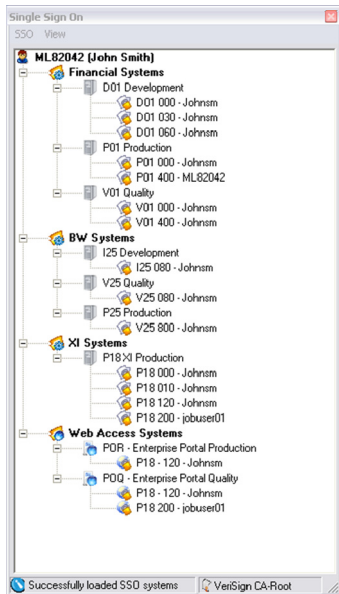 Single Sign On
SSO View
ML82042 (John Smith)
Financial Systems
D01 Development
D01 000 - Johnsm
D01 030 - Johnsm
D01 060 - Johnsm
P01 Production
P01 000 - Johnsm
P01 400 - ML82042
V01 Quality
V01 000 - Johnsm
V01 400 - Johnsm
BW Systems
I25 Development
I25 080 - Johnsm
V25 Quality
V25 080 - Johnsm
P25 Production
V25 800 - Johnsm
XI Systems
P18 XI Production
P18 000 - Johnsm
P18 010 - Johnsm
P18 120 - Johnsm
P18 200 - jobuser01
Web Access Systems
POR - Enterprise Portal Production
P18 - 120 - Johnsm
POQ - Enterprise Portal Quality
P18 - 120 - Johnsm
P18 200 - jobuser01
Successfully loaded SSO systems VeriSign CA-Root